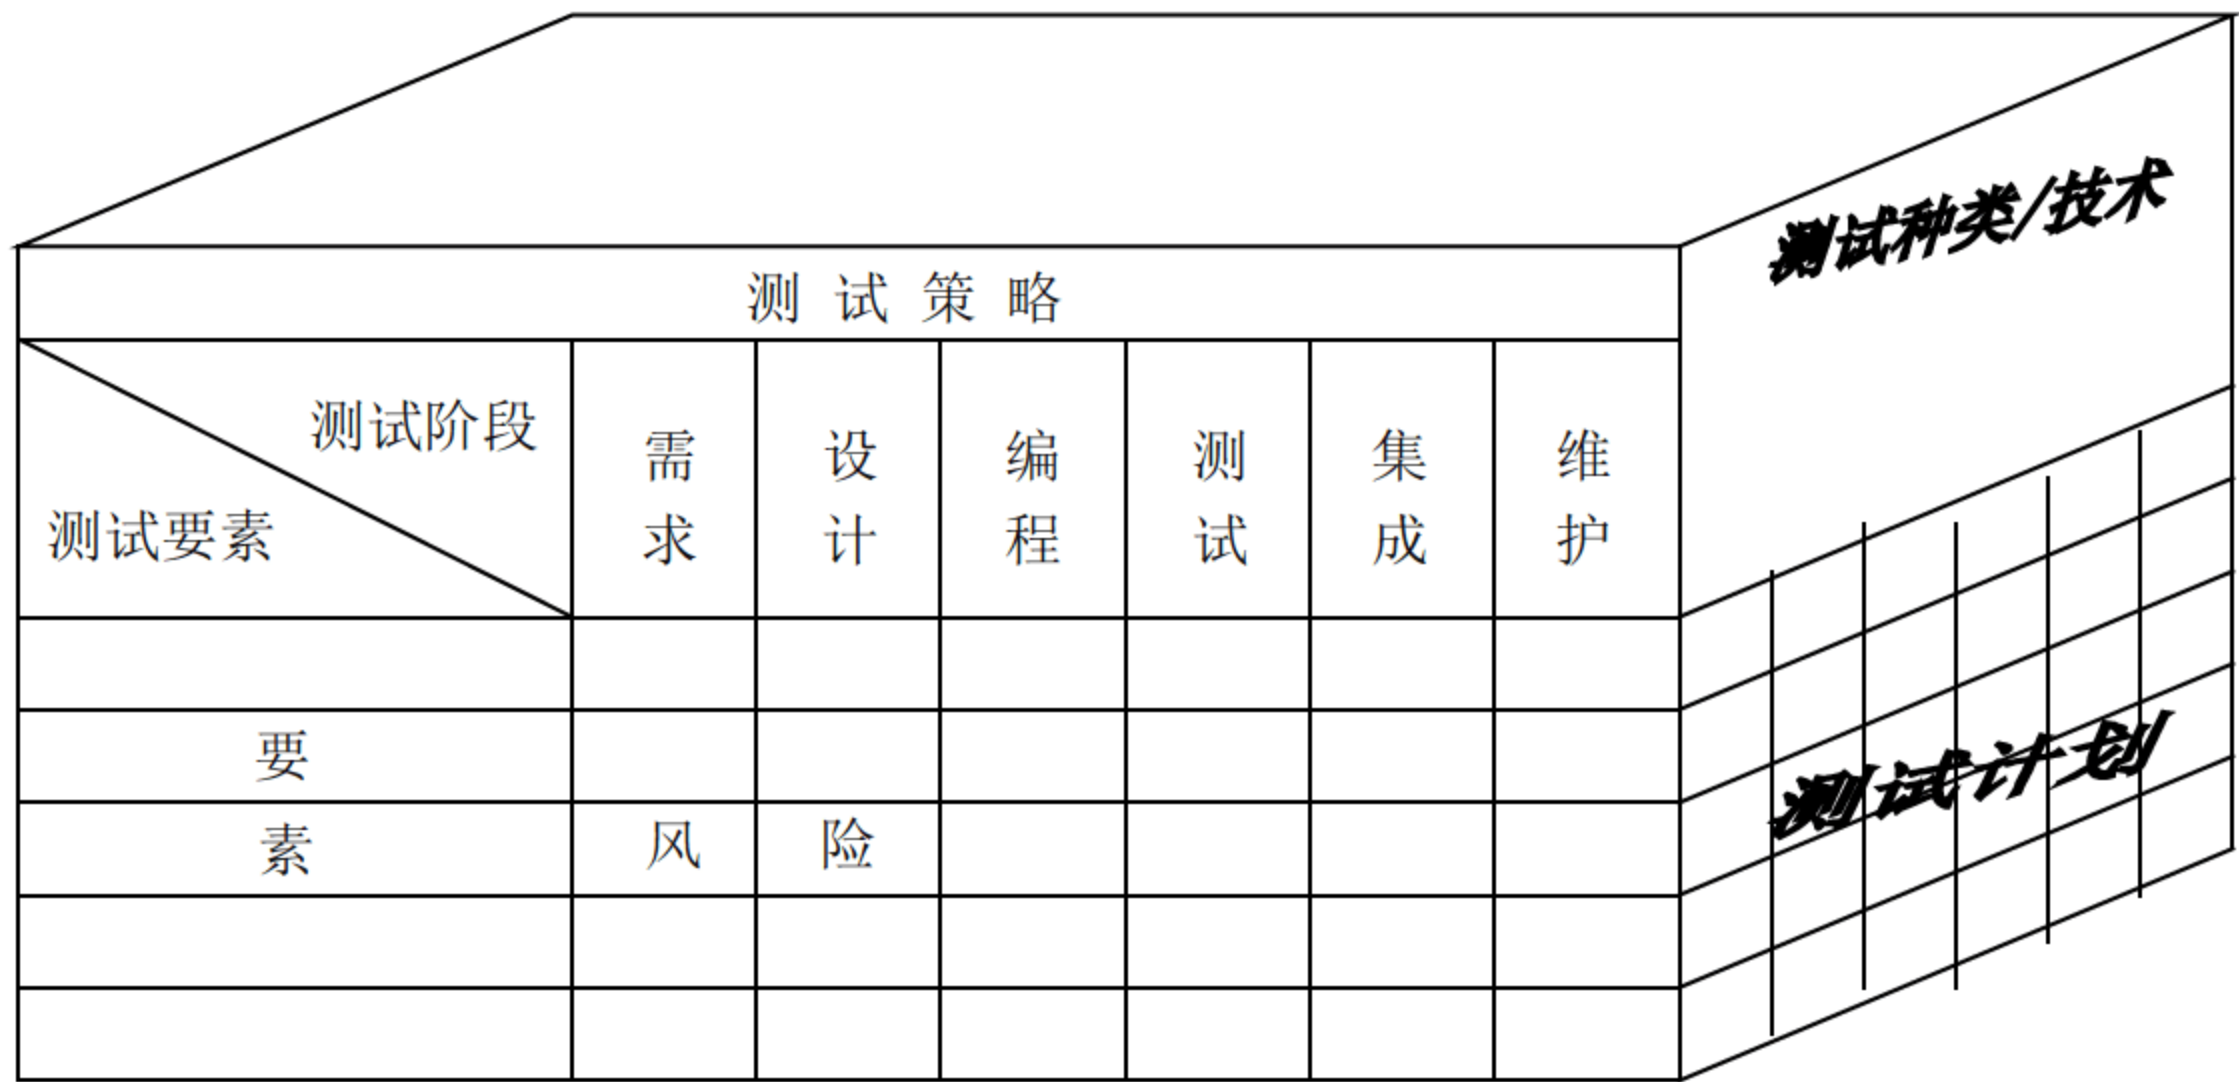 测试策略
测试种类/技术
测试阶段
测试要素
需求
设计
编程
测试
集成
维护
要素
风险
测试计划